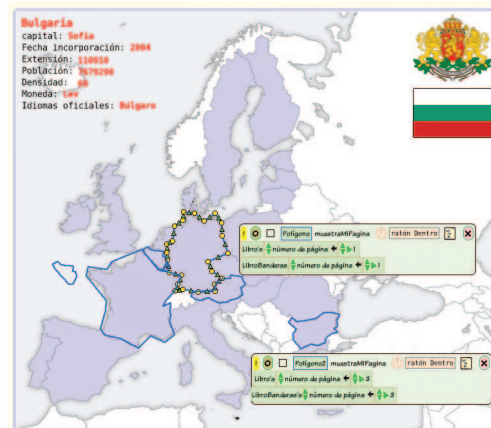 Bulgaria
capital: Sofia
Fecha incorporación: 2004
Extensión: 110910
Población: 7679290
Densidad: 68
Moneda: Lev
Idiomas oficiales: Búlgaro
! Polígono muestraMiPagina ratón Dentro
Libro's número de página ← 1
LibroBanderas número de página ← 1
! Polígono2 muestraMiPagina ratón Dentro
Libro's número de página ← 3
LibroBanderas's número de página ← 3